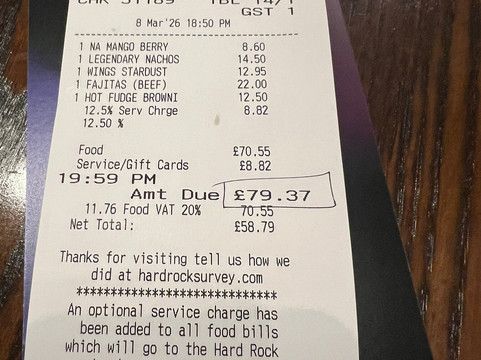 GST 1
8 Mar'26 18:50 PM
1 NA MANGO BERRY 8.60
1 LEGENDARY NACHOS 14.50
1 WINGS STARDUST 12.95
1 FAJITAS (BEEF) 22.00
1 HOT FUDGE BROWNI 12.50
12.5% Serv Chrge 8.82
12.50 %
Food £70.55
Service/Gift Cards £8.82
19:59 PM
Amt Due £79.37
11.76 Food VAT 20% 70.55
Net Total: £58.79
Thanks for visiting tell us how we
did at hardrocksurvey.com
*****************************
An optional service charge has
been added to all food bills
which will go to the Hard Rock